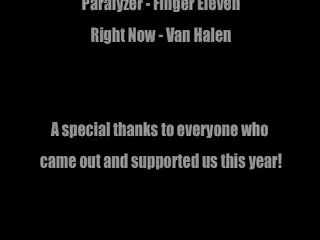 Paralyzer - Finger Eleven
Right Now - Van Halen
A special thanks to everyone who
came out and supported us this year!